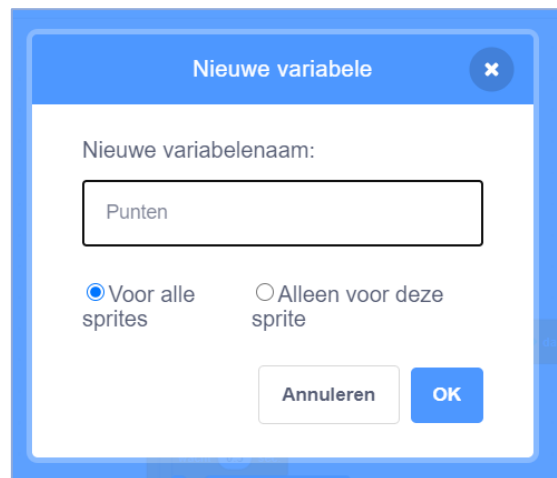 Nieuwe variabele
Nieuwe variabelenaam:
Punten
Voor alle
sprites
Alleen voor deze
sprite
Annuleren
OK